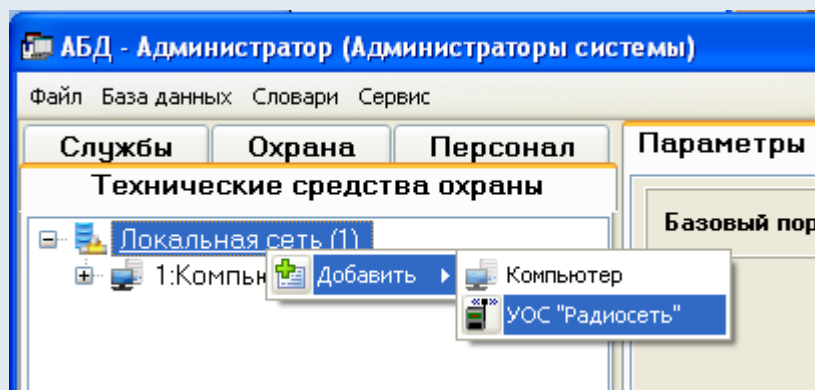 АБД - Администратор (Администраторы системы)
Файл База данных Словари Сервис
Службы Охрана Персонал Параметры
Технические средства охраны
Базовый пор
Локальная сеть (1)
1:Компью Добавить Компьютер
УОС "Радиосеть"